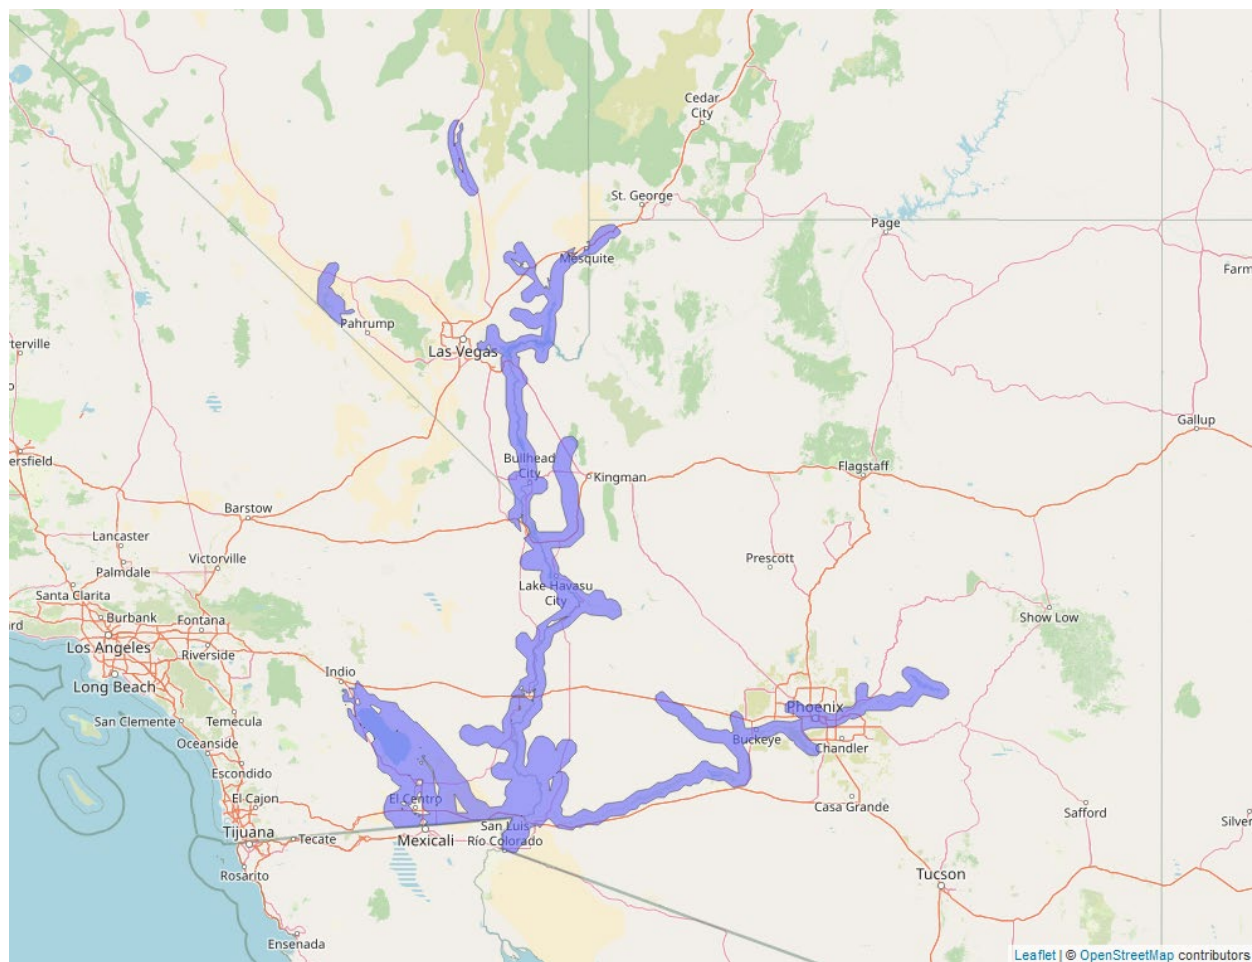 Cedar
City
St. George
Page
Mesquite
Farm
Pahrump
rterville
Las Vegas
Gallup
ersfield
Bullhead
City
Kingman
Flagstaff
Barstow
Lancaster
Victorville
Prescott
Palmdale
Lake Havasu
City
Santa Clarita
Burbank
Fontana
Show Low
ard
Los Angeles
Riverside
Indio
Long Beach
San Clemente
Temecula
Phoenix
Oceanside
Buckeye
Chandler
Escondido
El Cajon
El Centro
Casa Grande
Safford
Tijuana
Tecate
Mexicali
San Luis
Río Colorado
Silver
Rosarito
Tucson
Ensenada
Leaflet | © OpenStreetMap contributors